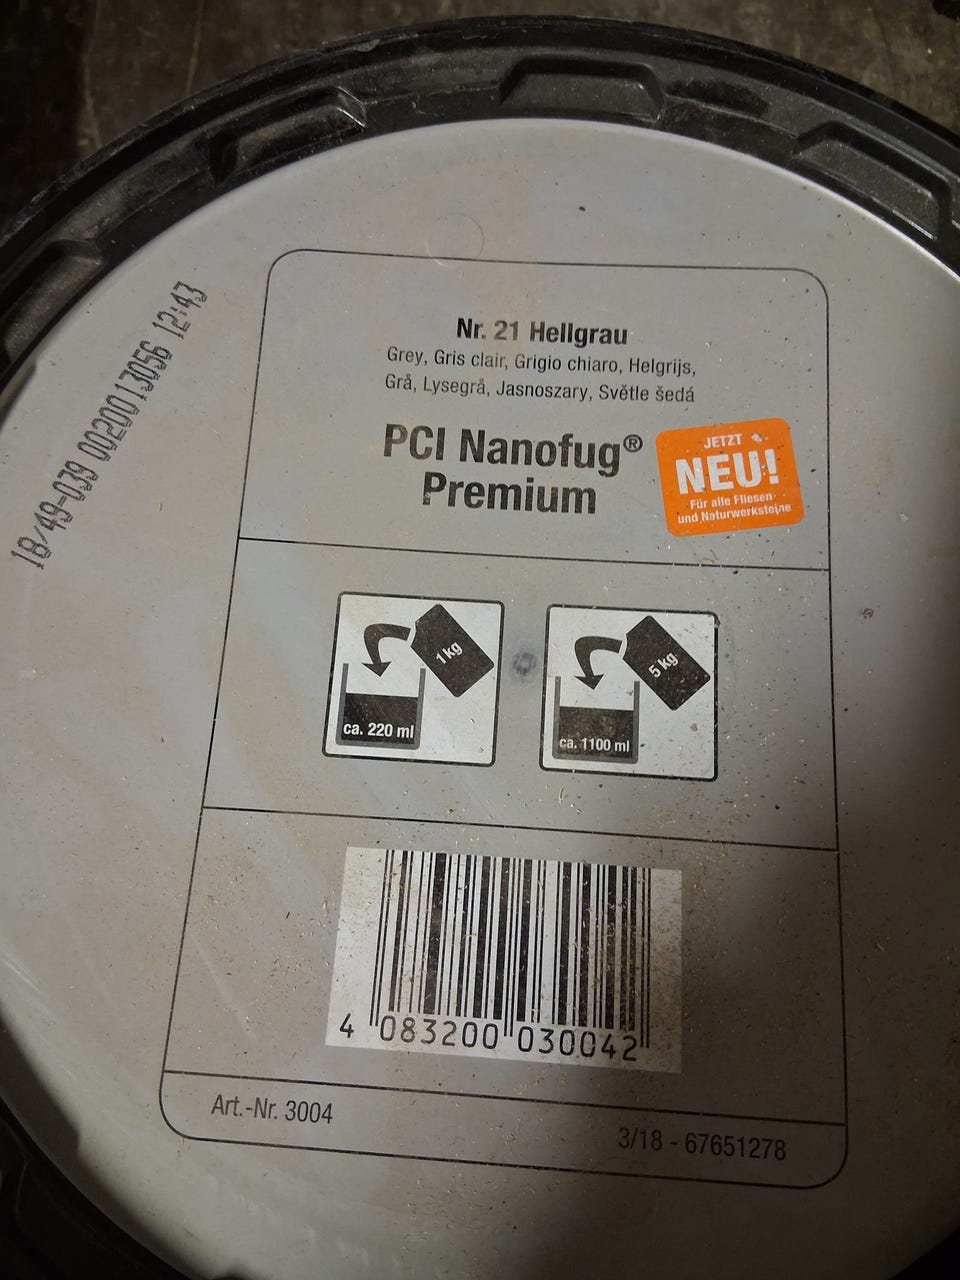 18/49-039 0020013056 12:43
Nr. 21 Hellgrau
Grey, Gris clair, Grigio chiaro, Helgrijs,
Grå, Lysegrå, Jasnoszary, Světle šedá
PCI Nanofug®
Premium
JETZT
NEU!
Für alle Fliesen-
und Naturwerksteine
1 kg
ca. 220 ml
5 kg
ca. 1100 ml
4 083200 030042
Art.-Nr. 3004
3/18 - 67651278